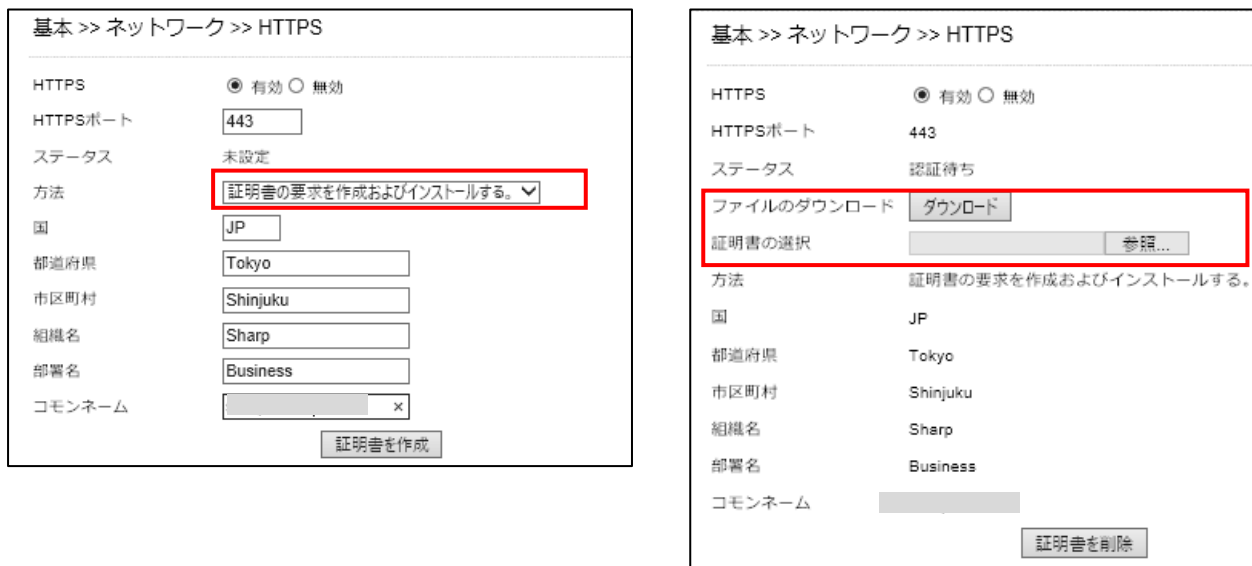 基本 >> ネットワーク >> HTTPS
HTTPS 有効 無効
HTTPSポート 443
ステータス 未設定
方法 証明書の要求を作成およびインストールする。
国 JP
都道府県 Tokyo
市区町村 Shinjuku
組織名 Sharp
部署名 Business
コモンネーム ×
証明書を作成
基本 >> ネットワーク >> HTTPS
HTTPS 有効 無効
HTTPSポート 443
ステータス 認証待ち
ファイルのダウンロード ダウンロード
証明書の選択 参照...
方法 証明書の要求を作成およびインストールする。
国 JP
都道府県 Tokyo
市区町村 Shinjuku
組織名 Sharp
部署名 Business
コモンネーム
証明書を削除